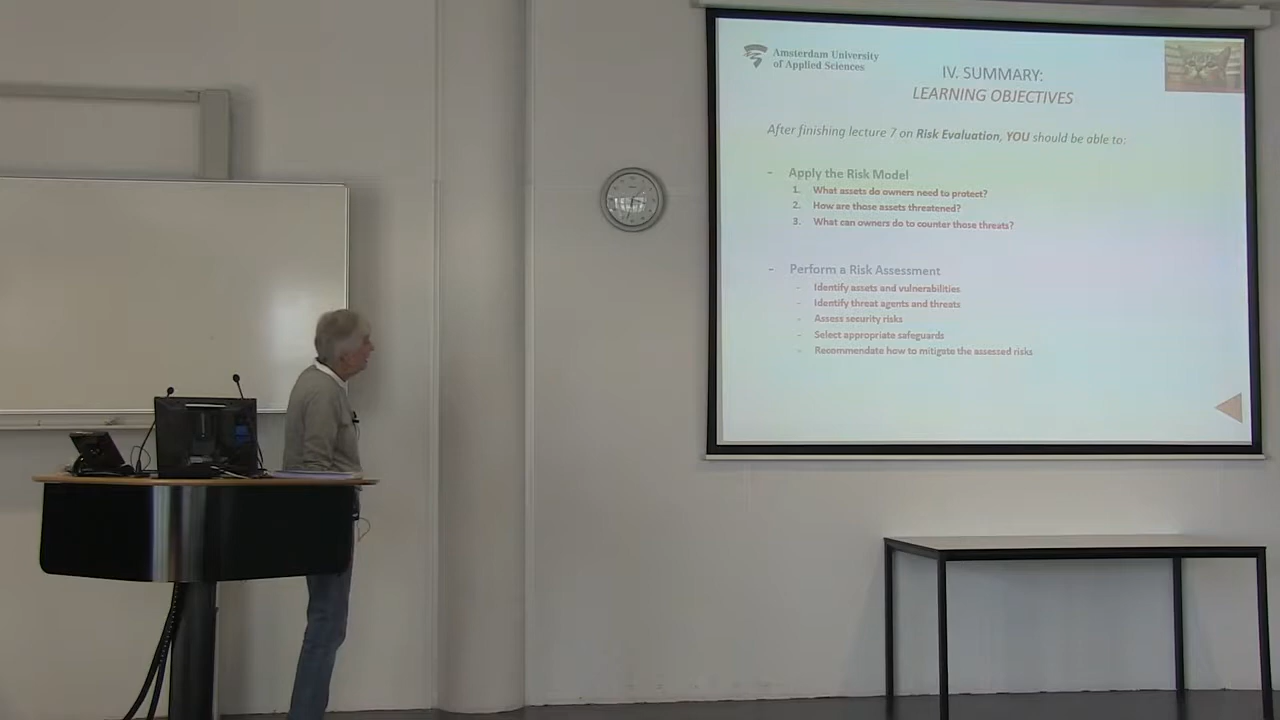 Amsterdam University
of Applied Sciences
IV. SUMMARY:
LEARNING OBJECTIVES
After finishing lecture 7 on Risk Evaluation, YOU should be able to:
- Apply the Risk Model
1. What assets do owners need to protect?
2. How are those assets threatened?
3. What can owners do to counter those threats?
- Perform a Risk Assessment
- Identify assets and vulnerabilities
- Identify threat agents and threats
- Assess security risks
- Select appropriate safeguards
- Recommendate how to mitigate the assessed risks